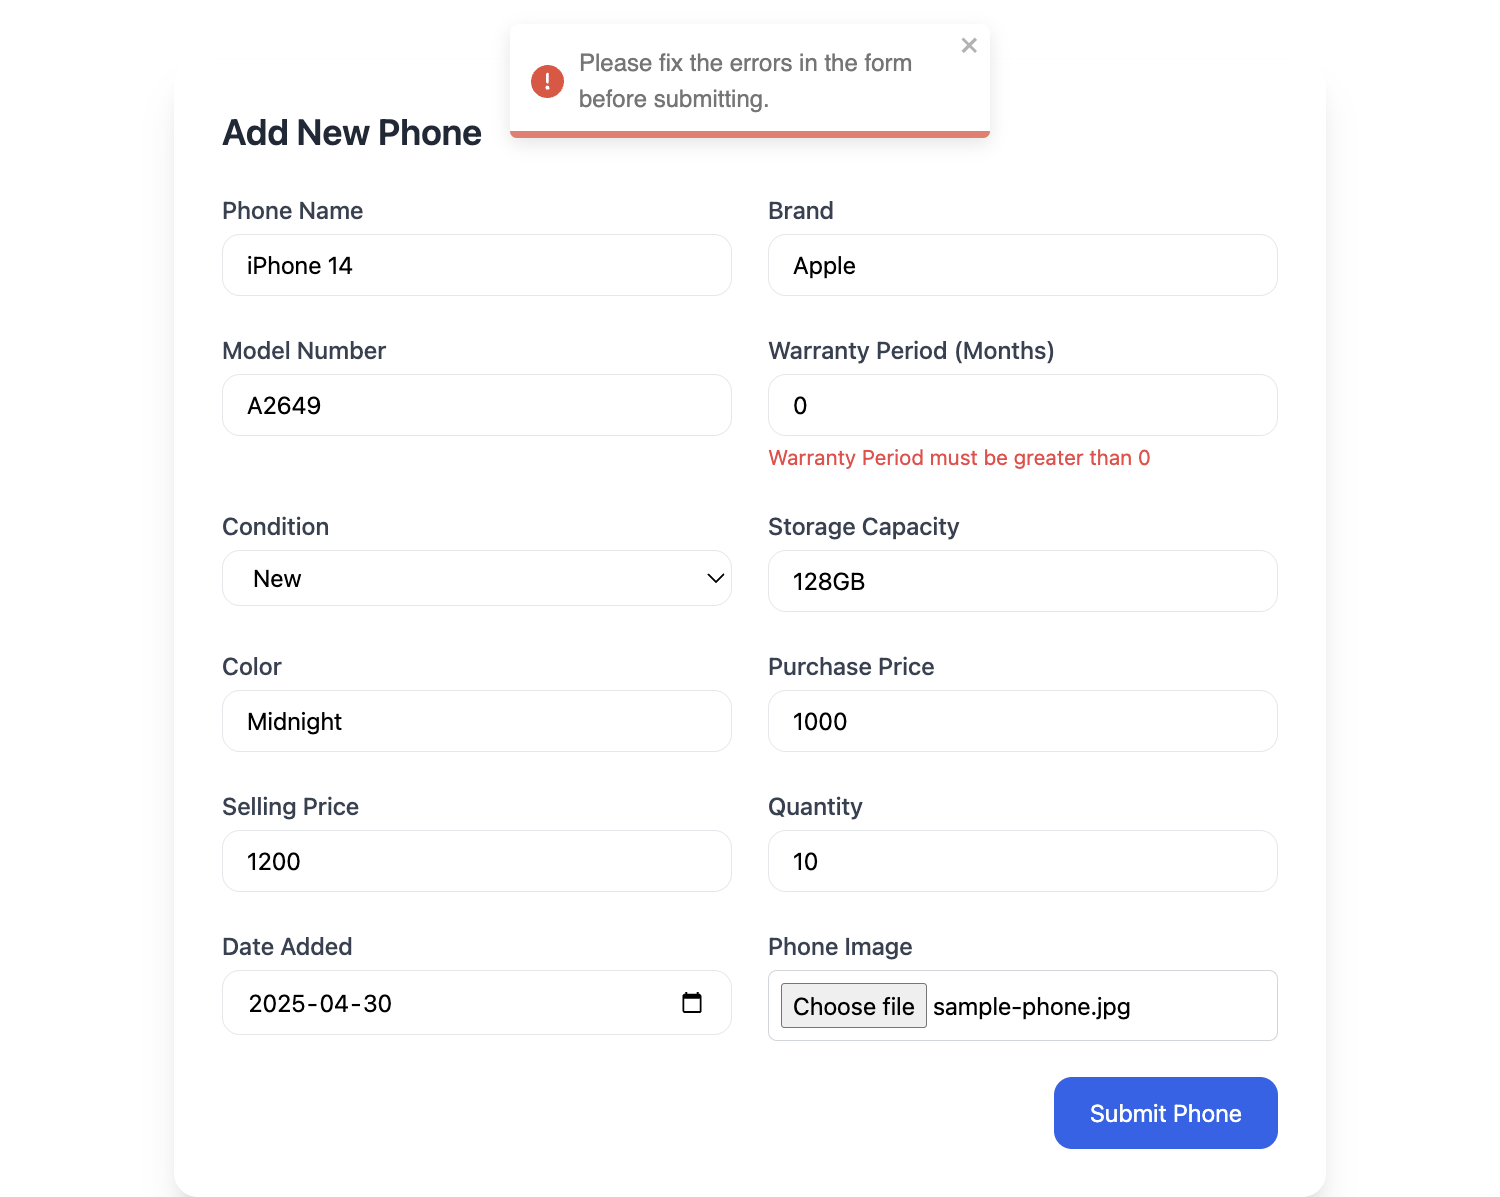 Please fix the errors in the form
before submitting.
Add New Phone
Phone Name
iPhone 14
Brand
Apple
Model Number
A2649
Warranty Period (Months)
0
Warranty Period must be greater than 0
Condition
New
Storage Capacity
128GB
Color
Midnight
Purchase Price
1000
Selling Price
1200
Quantity
10
Date Added
2025-04-30
Phone Image
Choose file sample-phone.jpg
Submit Phone